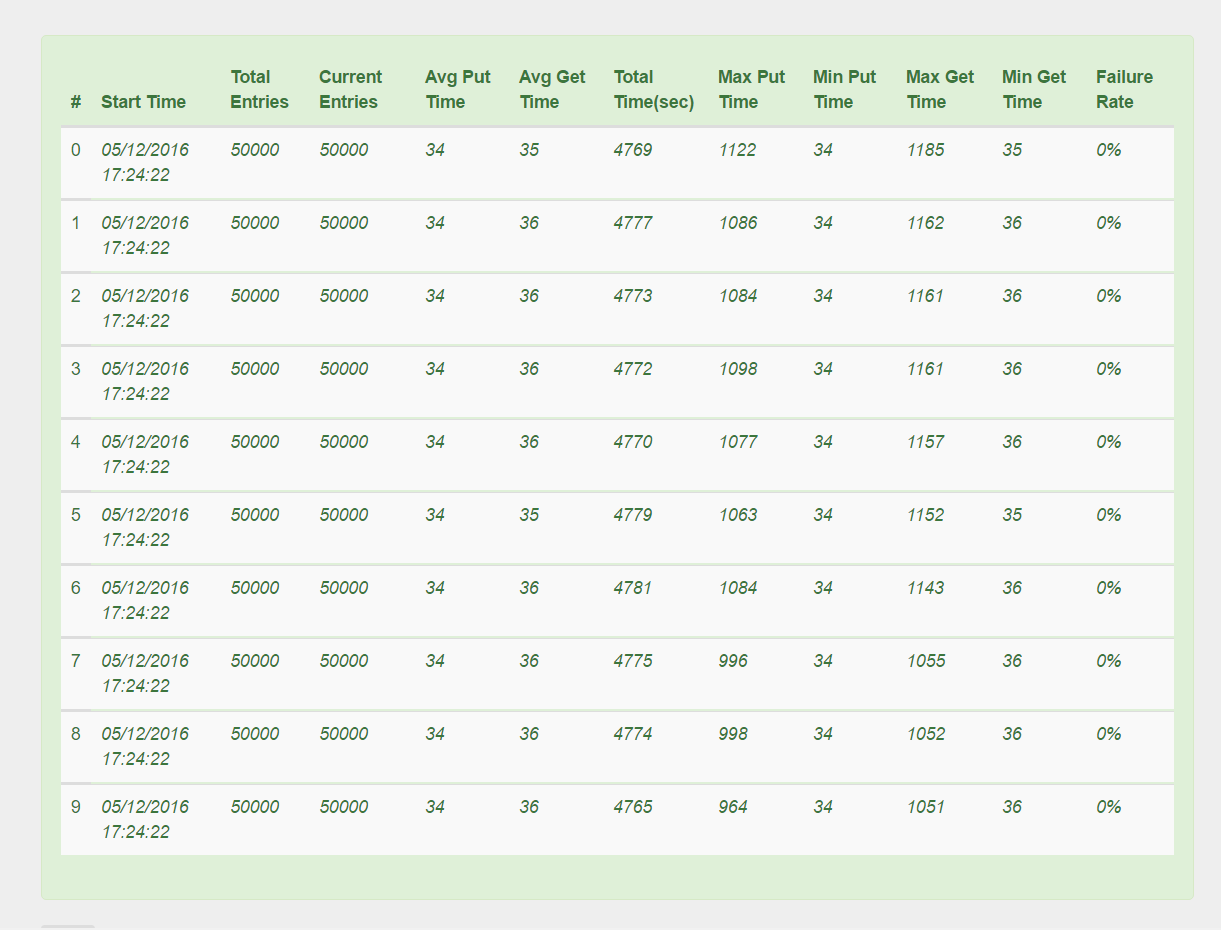 # Start Time Total Entries Current Entries Avg Put Time Avg Get Time Total Time(sec) Max Put Time Min Put Time Max Get Time Min Get Time Failure Rate
0 05/12/2016 17:24:22 50000 50000 34 35 4769 1122 34 1185 35 0%
1 05/12/2016 17:24:22 50000 50000 34 36 4777 1086 34 1162 36 0%
2 05/12/2016 17:24:22 50000 50000 34 36 4773 1084 34 1161 36 0%
3 05/12/2016 17:24:22 50000 50000 34 36 4772 1098 34 1161 36 0%
4 05/12/2016 17:24:22 50000 50000 34 36 4770 1077 34 1157 36 0%
5 05/12/2016 17:24:22 50000 50000 34 35 4779 1063 34 1152 35 0%
6 05/12/2016 17:24:22 50000 50000 34 36 4781 1084 34 1143 36 0%
7 05/12/2016 17:24:22 50000 50000 34 36 4775 996 34 1055 36 0%
8 05/12/2016 17:24:22 50000 50000 34 36 4774 998 34 1052 36 0%
9 05/12/2016 17:24:22 50000 50000 34 36 4765 964 34 1051 36 0%